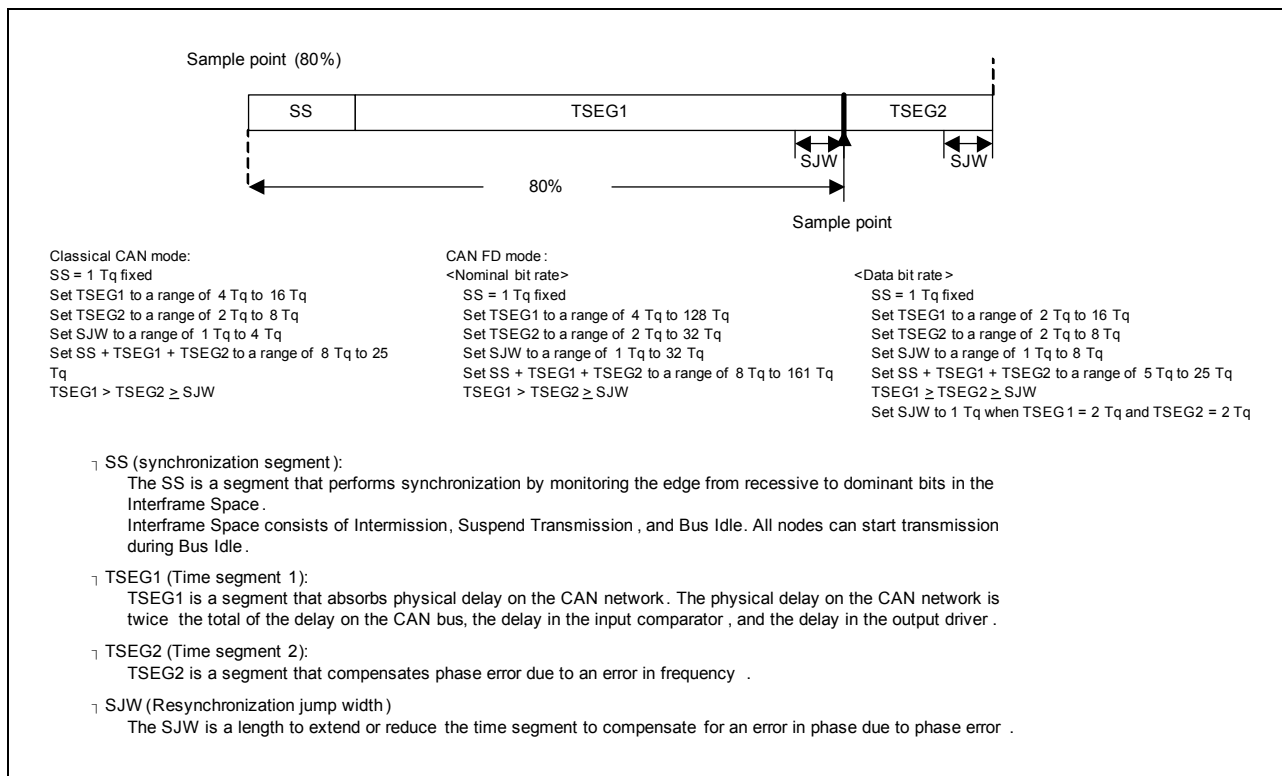 Sample point (80%)
SS TSEG1 TSEG2
SJW SJW
80%
Sample point
Classical CAN mode:
SS = 1 Tq fixed
Set TSEG1 to a range of 4 Tq to 16 Tq
Set TSEG2 to a range of 2 Tq to 8 Tq
Set SJW to a range of 1 Tq to 4 Tq
Set SS + TSEG1 + TSEG2 to a range of 8 Tq to 25
Tq
TSEG1 > TSEG2 ≥ SJW
CAN FD mode :
<Nominal bit rate>
SS = 1 Tq fixed
Set TSEG1 to a range of 4 Tq to 128 Tq
Set TSEG2 to a range of 2 Tq to 32 Tq
Set SJW to a range of 1 Tq to 32 Tq
Set SS + TSEG1 + TSEG2 to a range of 8 Tq to 161 Tq
TSEG1 > TSEG2 ≥ SJW
<Data bit rate >
SS = 1 Tq fixed
Set TSEG1 to a range of 2 Tq to 16 Tq
Set TSEG2 to a range of 2 Tq to 8 Tq
Set SJW to a range of 1 Tq to 8 Tq
Set SS + TSEG1 + TSEG2 to a range of 5 Tq to 25 Tq
TSEG1 ≥ TSEG2 ≥ SJW
Set SJW to 1 Tq when TSEG1 = 2 Tq and TSEG2 = 2 Tq
┐ SS (synchronization segment):
The SS is a segment that performs synchronization by monitoring the edge from recessive to dominant bits in the
Interframe Space .
Interframe Space consists of Intermission, Suspend Transmission , and Bus Idle. All nodes can start transmission
during Bus Idle .
┐ TSEG1 (Time segment 1):
TSEG1 is a segment that absorbs physical delay on the CAN network. The physical delay on the CAN network is
twice the total of the delay on the CAN bus, the delay in the input comparator , and the delay in the output driver .
┐ TSEG2 (Time segment 2):
TSEG2 is a segment that compensates phase error due to an error in frequency .
┐ SJW (Resynchronization jump width)
The SJW is a length to extend or reduce the time segment to compensate for an error in phase due to phase error .